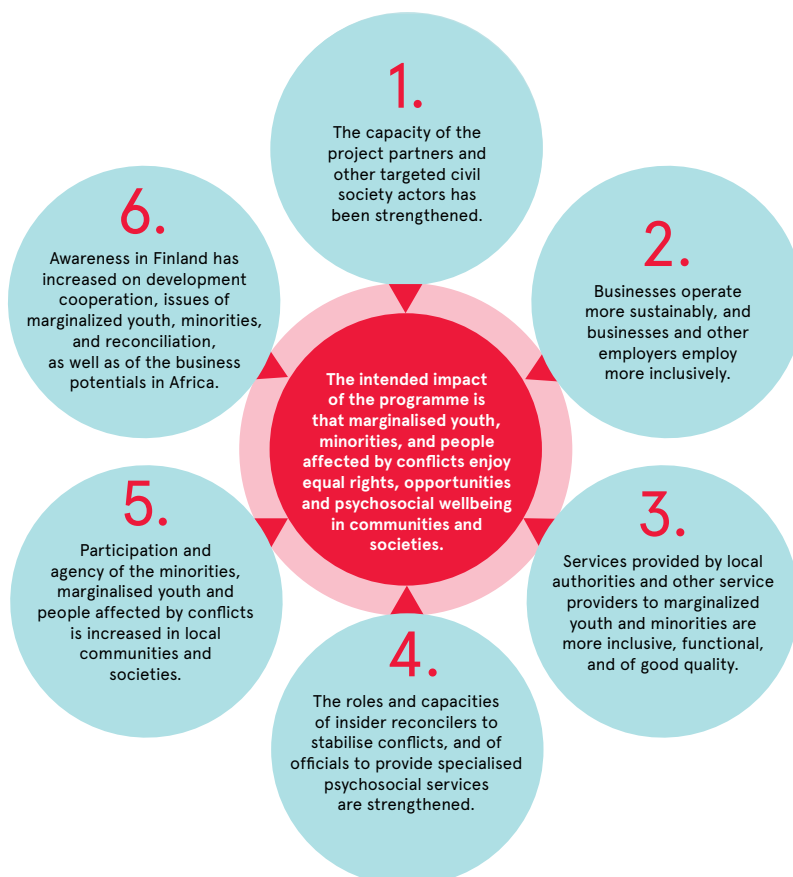 1.
The capacity of the
project partners and
other targeted civil
society actors has
been strengthened.
2.
Businesses operate
more sustainably, and
businesses and other
employers employ
more inclusively.
3.
Services provided by local
authorities and other service
providers to marginalized
youth and minorities are
more inclusive, functional,
and of good quality.
4.
The roles and capacities
of insider reconcilers to
stabilise conflicts, and of
officials to provide specialised
psychosocial services
are strengthened.
5.
Participation and
agency of the minorities,
marginalised youth and
people affected by conflicts
is increased in local
communities and
societies.
6.
Awareness in Finland has
increased on development
cooperation, issues of
marginalized youth, minorities,
and reconciliation,
as well as of the business
potentials in Africa.
The intended impact
of the programme is
that marginalised youth,
minorities, and people
affected by conflicts enjoy
equal rights, opportunities
and psychosocial wellbeing
in communities and
societies.